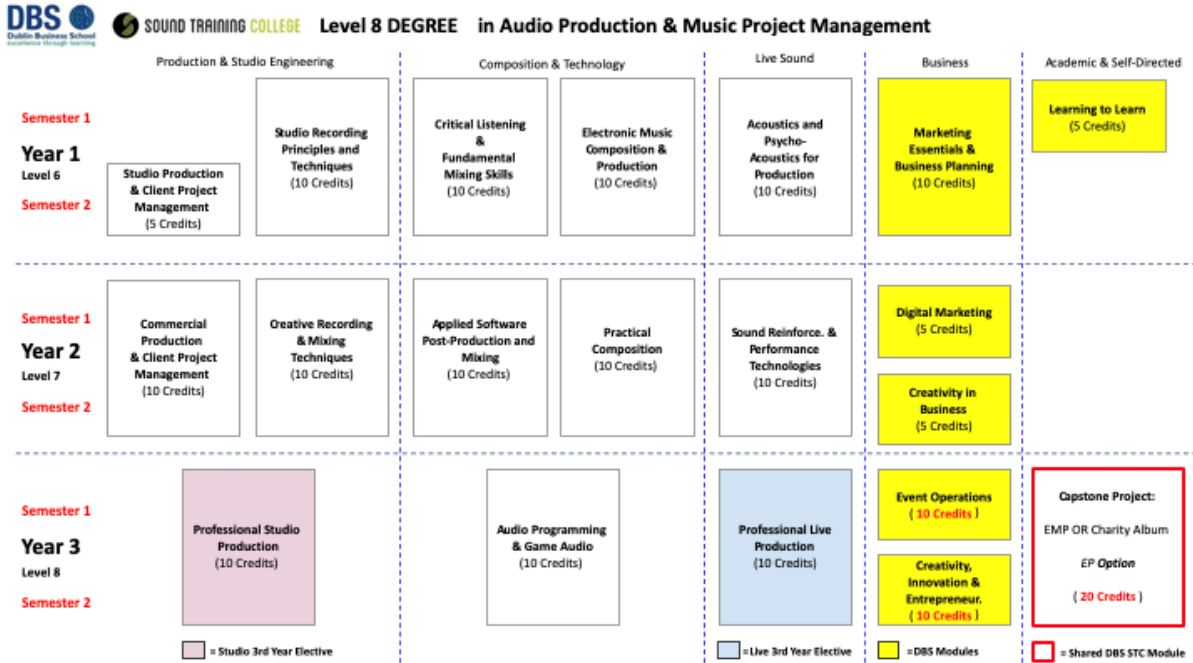 DBS
Dublin Business School
excellence through learning
SOUND TRAINING COLLEGE
Level 8 DEGREE in Audio Production & Music Project Management
Production & Studio Engineering
Composition & Technology
Live Sound
Business
Academic & Self-Directed
Semester 1
Year 1
Level 6
Semester 2
Studio Production
& Client Project
Management
(5 Credits)
Studio Recording
Principles and
Techniques
(10 Credits)
Critical Listening
&
Fundamental
Mixing Skills
(10 Credits)
Electronic Music
Composition &
Production
(10 Credits)
Acoustics and
Psycho-
Acoustics for
Production
(10 Credits)
Marketing
Essentials &
Business Planning
(10 Credits)
Learning to Learn
(5 Credits)
Semester 1
Year 2
Level 7
Semester 2
Commercial
Production
& Client Project
Management
(10 Credits)
Creative Recording
& Mixing
Techniques
(10 Credits)
Applied Software
Post-Production and
Mixing
(10 Credits)
Practical
Composition
(10 Credits)
Sound Reinforce. &
Performance
Technologies
(10 Credits)
Digital Marketing
(5 Credits)
Creativity in
Business
(5 Credits)
Semester 1
Year 3
Level 8
Semester 2
Professional Studio
Production
(10 Credits)
Audio Programming
& Game Audio
(10 Credits)
Professional Live
Production
(10 Credits)
Event Operations
( 10 Credits )
Creativity,
Innovation &
Entrepreneur.
( 10 Credits )
Capstone Project:
EMP OR Charity Album
EP Option
( 20 Credits )
= Studio 3rd Year Elective
=Live 3rd Year Elective
=DBS Modules
= Shared DBS STC Module